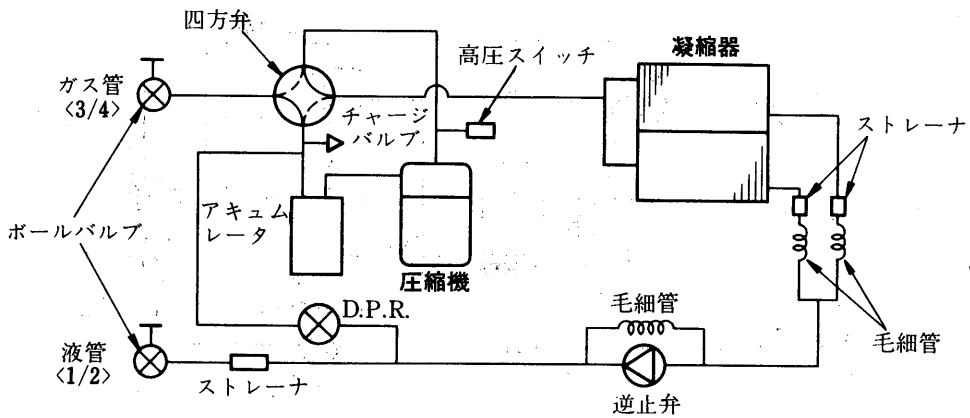 四方弁
高圧スイッチ
凝縮器
ガス管
<3/4>
チャージ
バルブ
ストレーナ
アキュム
レータ
ボールバルブ
圧縮機
D.P.R.
毛細管
毛細管
液管
<1/2>
ストレーナ
逆止弁